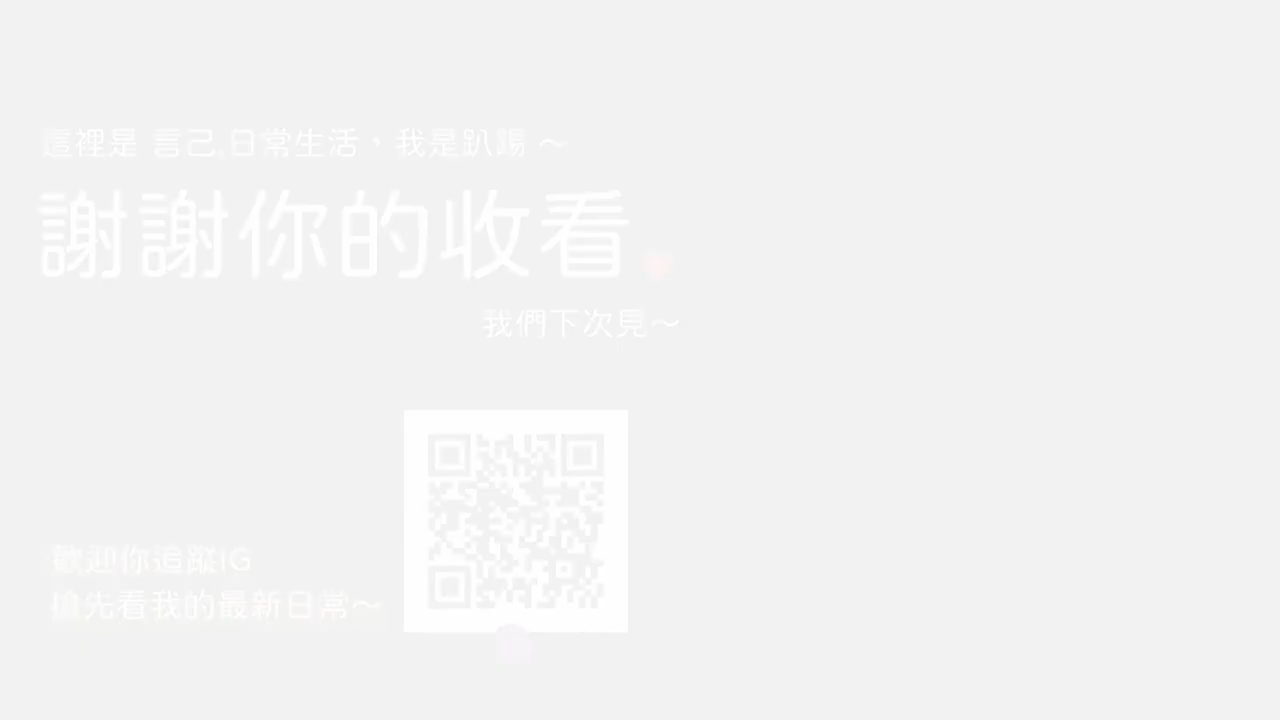 這裡是 言己.日常生活，我是趴踢 ～
謝謝你的收看
我們下次見～
歡迎你追蹤IG
搶先看我的最新日常～